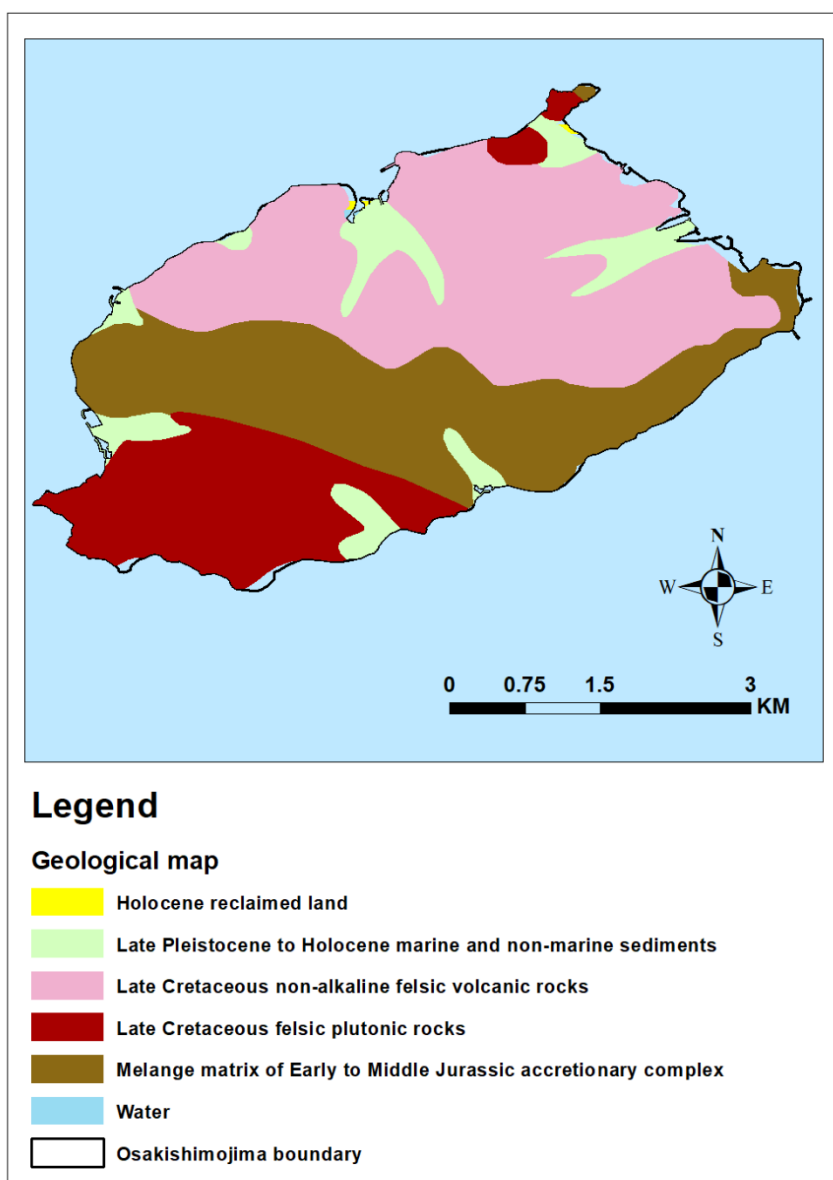 N
W E
S
0 0.75 1.5 3
KM
Legend
Geological map
Holocene reclaimed land
Late Pleistocene to Holocene marine and non-marine sediments
Late Cretaceous non-alkaline felsic volcanic rocks
Late Cretaceous felsic plutonic rocks
Melange matrix of Early to Middle Jurassic accretionary complex
Water
Osakishimojima boundary